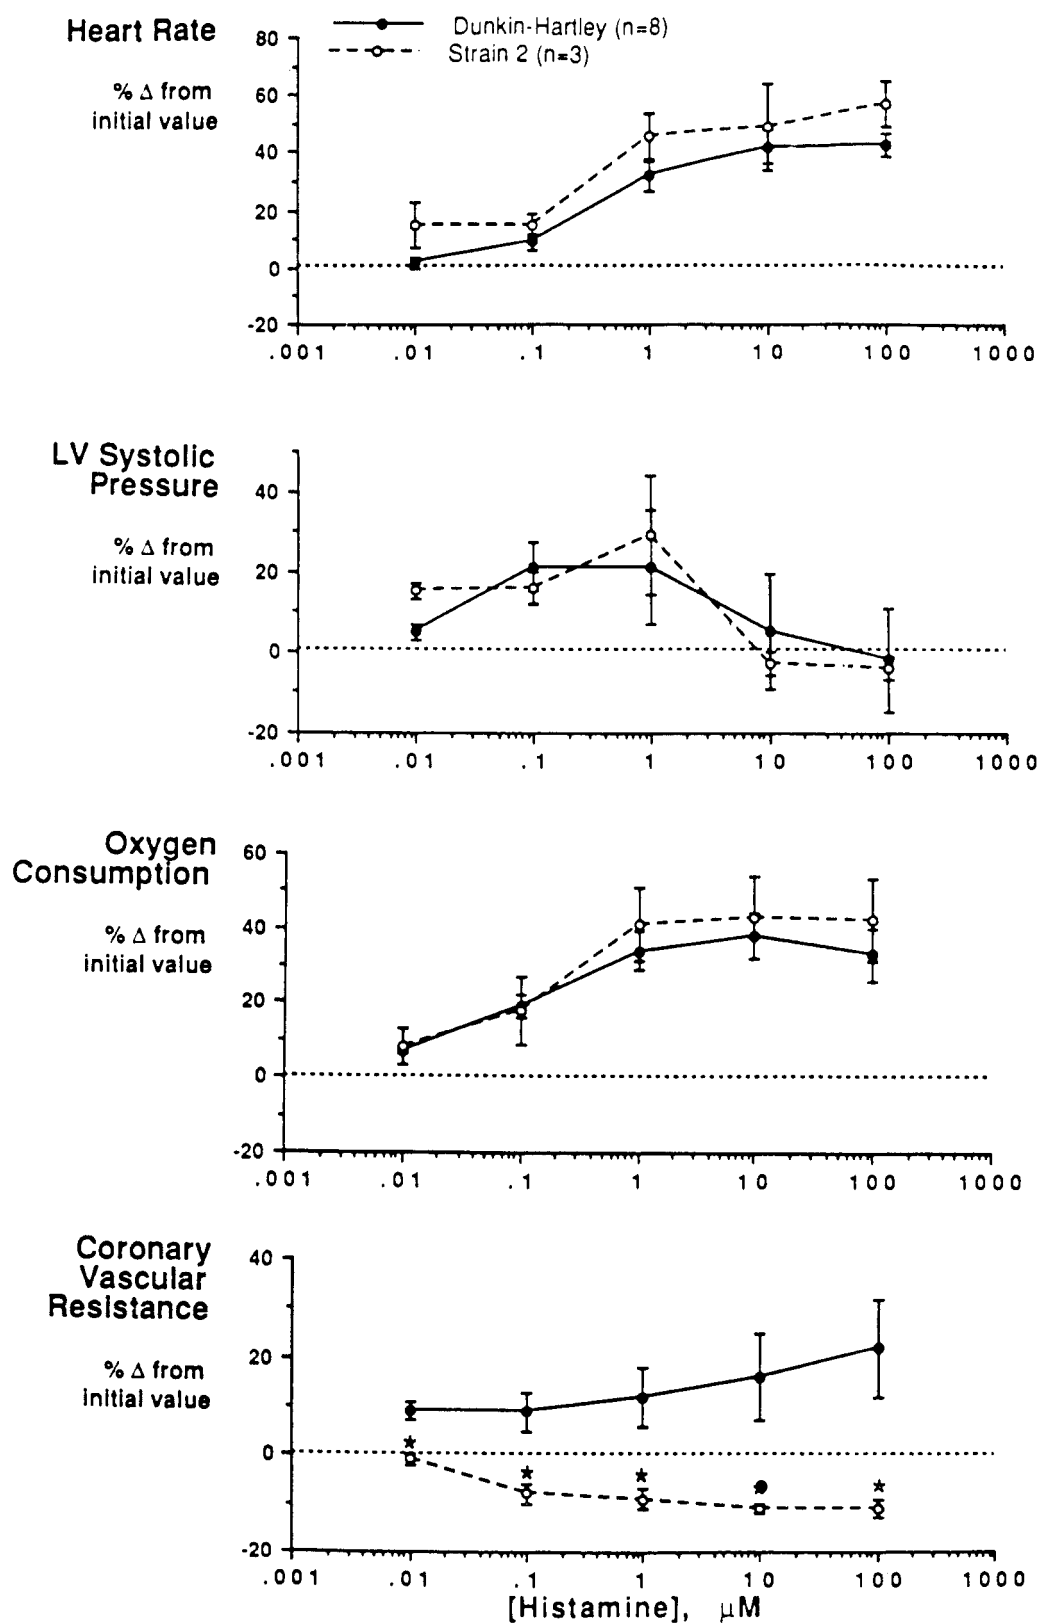 Heart Rate
% Δ from
initial value
Dunkin-Hartley (n=8)
Strain 2 (n=3)
80
60
40
20
0
-20
.001 .01 .1 1 10 100 1000
LV Systolic
Pressure
% Δ from
initial value
40
20
0
-20
.001 .01 .1 1 10 100 1000
Oxygen
Consumption
% Δ from
initial value
60
40
20
0
-20
.001 .01 .1 1 10 100 1000
Coronary
Vascular
Resistance
% Δ from
initial value
40
20
0
-20
.001 .01 .1 1 10 100 1000
[Histamine], μM